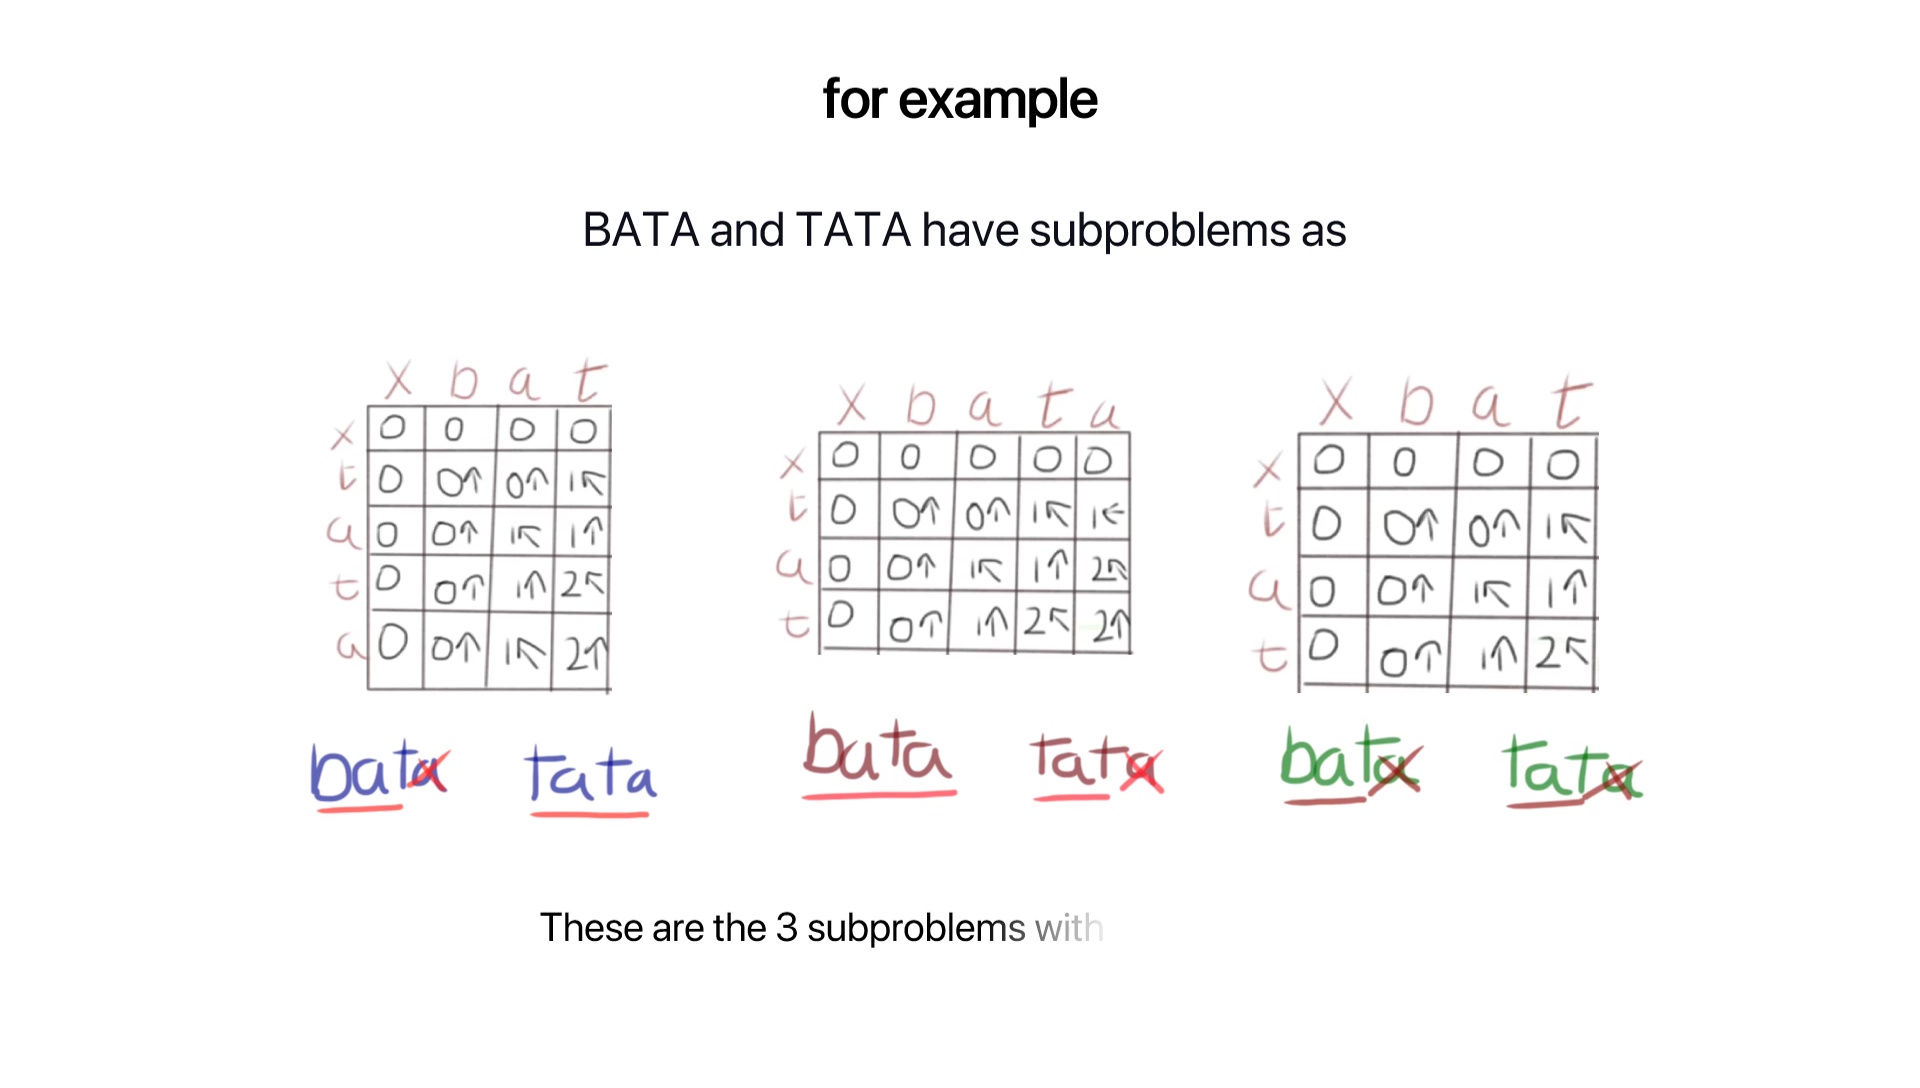 for example
BATA and TATA have subproblems as
x b a t
x 0 0 0 0
t 0 0↑ 0↑ 1↖
a 0 0↑ 1↖ 1↑
t 0 0↑ 1↑ 2↖
a 0 0↑ 1↖ 2↑
bata tata
x b a t a
x 0 0 0 0 0
t 0 0↑ 0↑ 1↖ 1←
a 0 0↑ 1↖ 1↑ 2↖
t 0 0↑ 1↑ 2↖ 2↑
bata tata
x b a t
x 0 0 0 0
t 0 0↑ 0↑ 1↖
a 0 0↑ 1↖ 1↑
t 0 0↑ 1↑ 2↖
bata tata
These are the 3 subproblems with